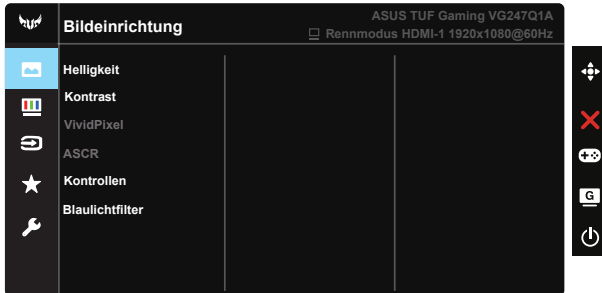 Bildeinrichtung
ASUS TUF Gaming VG247Q1A
Rennmodus HDMI-1 1920x1080@60Hz
Helligkeit
Kontrast
VividPixel
ASCR
Kontrollen
Blaulichtfilter
G